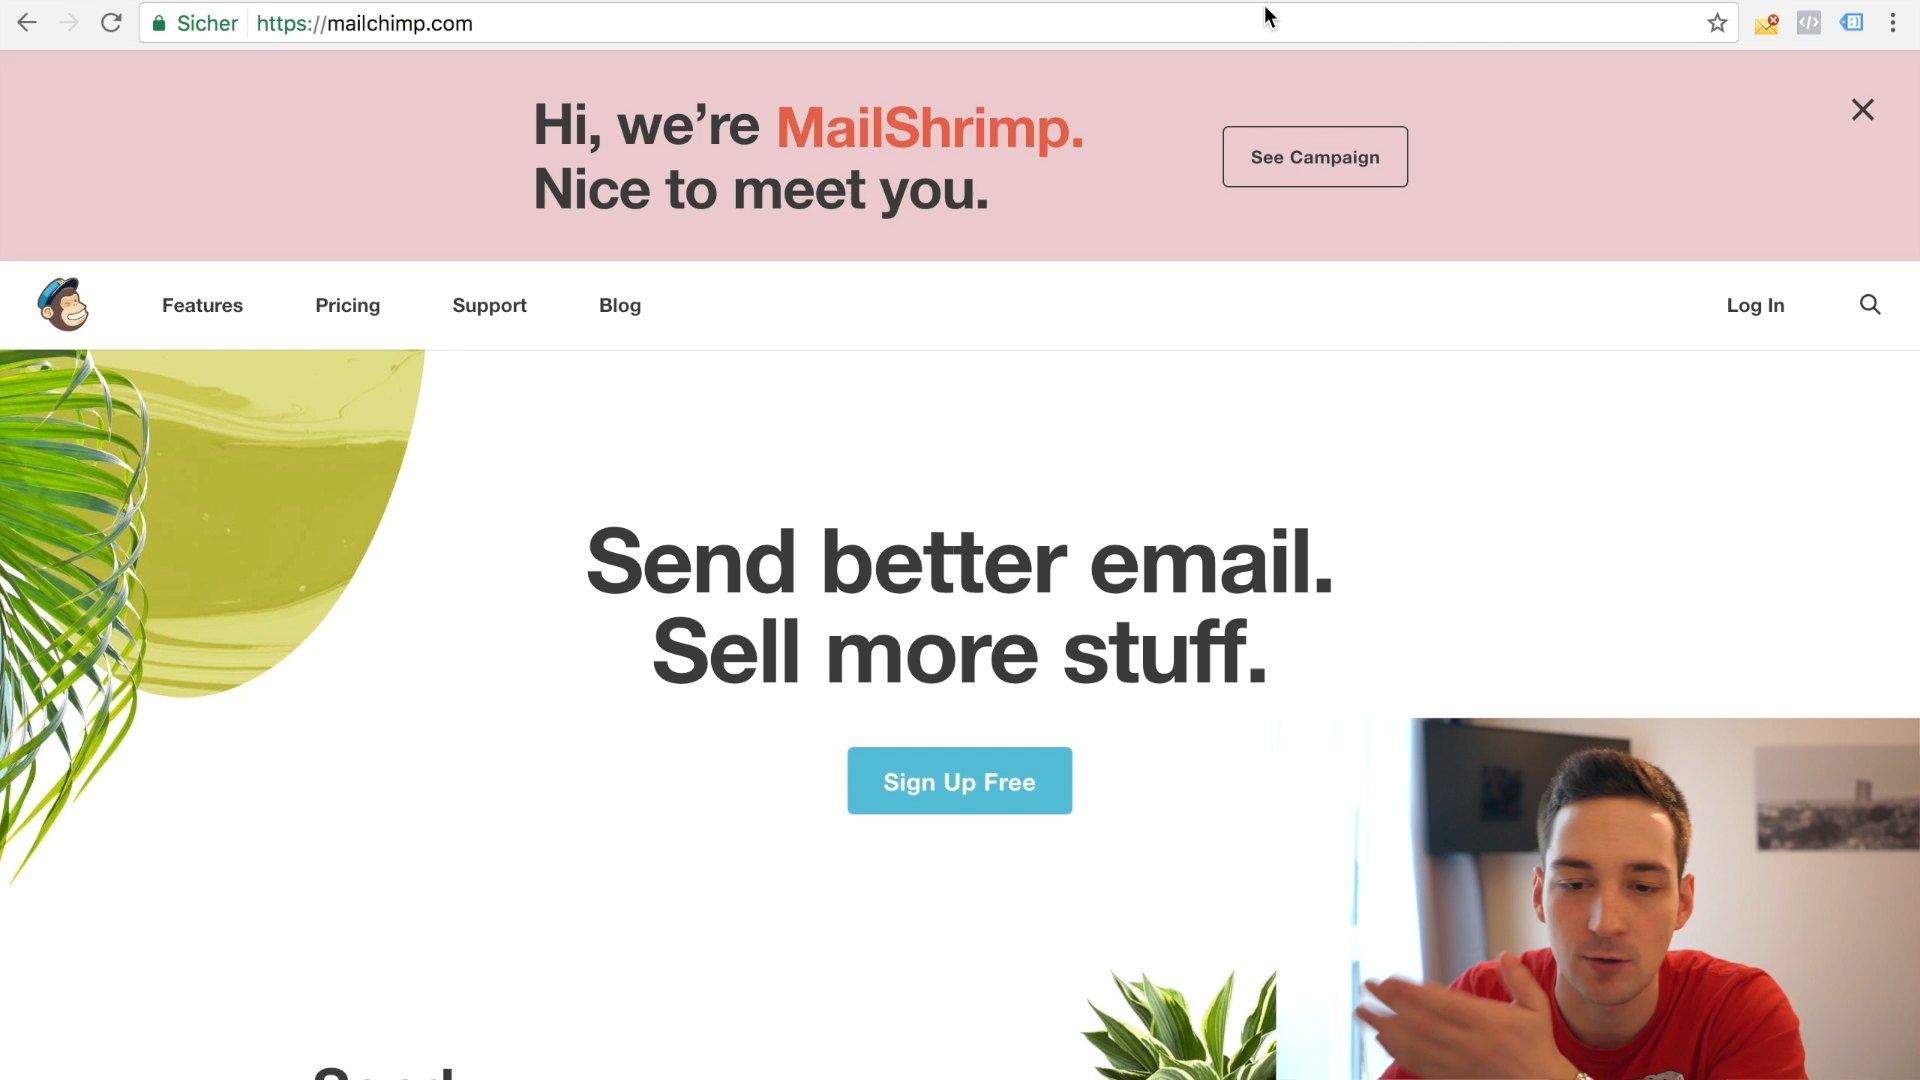 Sicher https://mailchimp.com
Hi, we’re MailShrimp.
Nice to meet you.
See Campaign
Features Pricing Support Blog Log In
Send better email.
Sell more stuff.
Sign Up Free
Send